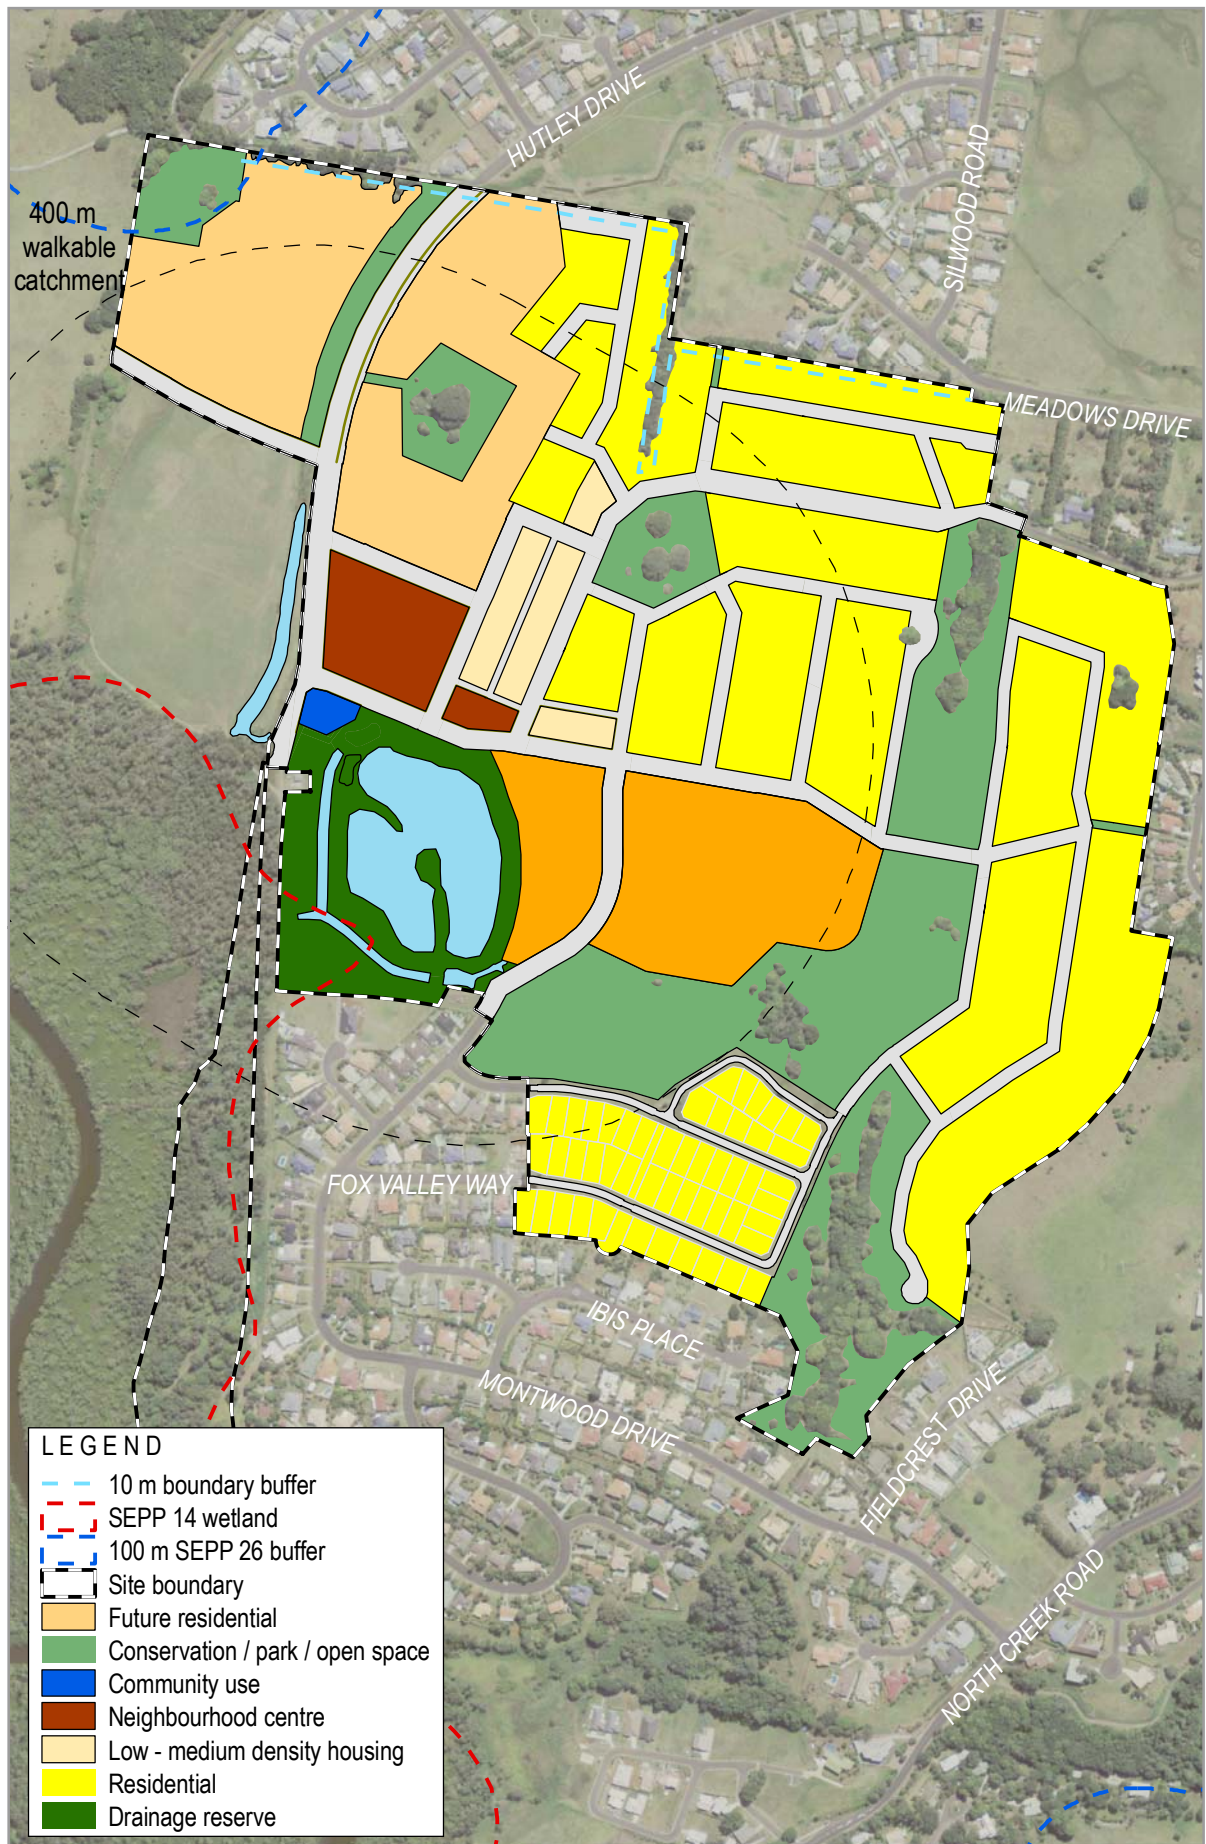 HUTLEY DRIVE
SILWOOD ROAD
400 m
walkable
catchment
MEADOWS DRIVE
FOX VALLEY WAY
IBIS PLACE
MONTWOOD DRIVE
FIELDCREST DRIVE
NORTH CREEK ROAD
LEGEND
10 m boundary buffer
SEPP 14 wetland
100 m SEPP 26 buffer
Site boundary
Future residential
Conservation / park / open space
Community use
Neighbourhood centre
Low - medium density housing
Residential
Drainage reserve